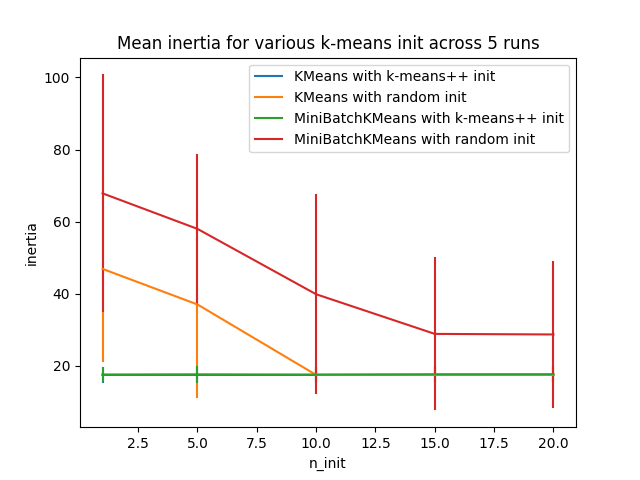 Mean inertia for various k-means init across 5 runs
KMeans with k-means++ init
KMeans with random init
MiniBatchKMeans with k-means++ init
MiniBatchKMeans with random init
100
80
60
40
20
inertia
2.5 5.0 7.5 10.0 12.5 15.0 17.5 20.0
n_init